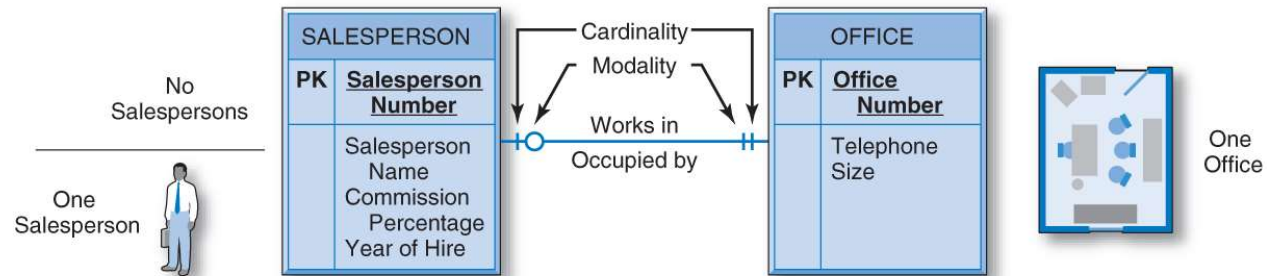 No
Salespersons
One
Salesperson
SALESPERSON
PK Salesperson
Number
Salesperson
Name
Commission
Percentage
Year of Hire
Cardinality
Modality
Works in
Occupied by
OFFICE
PK Office
Number
Telephone
Size
One
Office